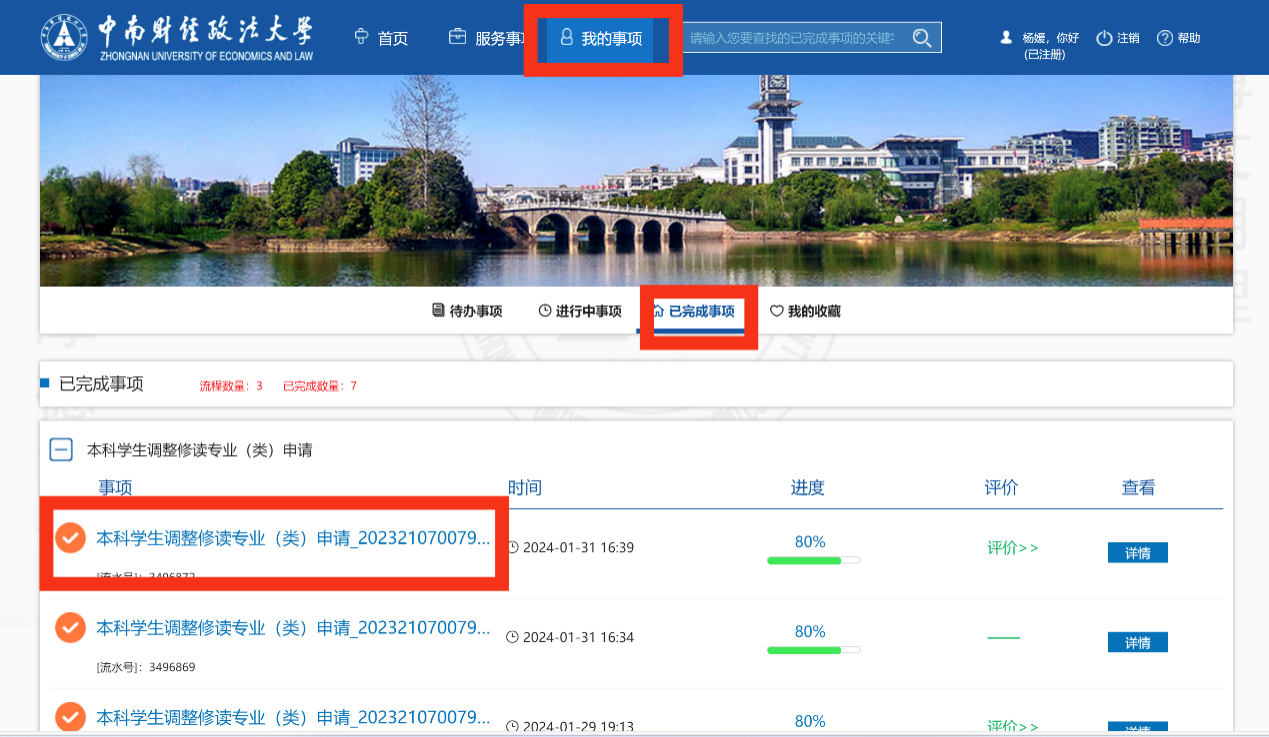 中南财经政法大学
ZHONGNAN UNIVERSITY OF ECONOMICS AND LAW
首页
服务事项
我的事项
请输入您要查找的已完成事项的关键字
杨媛，你好
(已注册)
注销
帮助
待办事项
进行中事项
已完成事项
我的收藏
已完成事项
流程数量：3
已完成数量：7
本科学生调整修读专业（类）申请
事项 时间 进度 评价 查看
本科学生调整修读专业（类）申请_202321070079... 2024-01-31 16:39 80% 评价>> 详情
[流水号]：3496872
本科学生调整修读专业（类）申请_202321070079... 2024-01-31 16:34 80% —— 详情
[流水号]：3496869
本科学生调整修读专业（类）申请_202321070079... 2024-01-29 19:13 80% 评价>> 详情